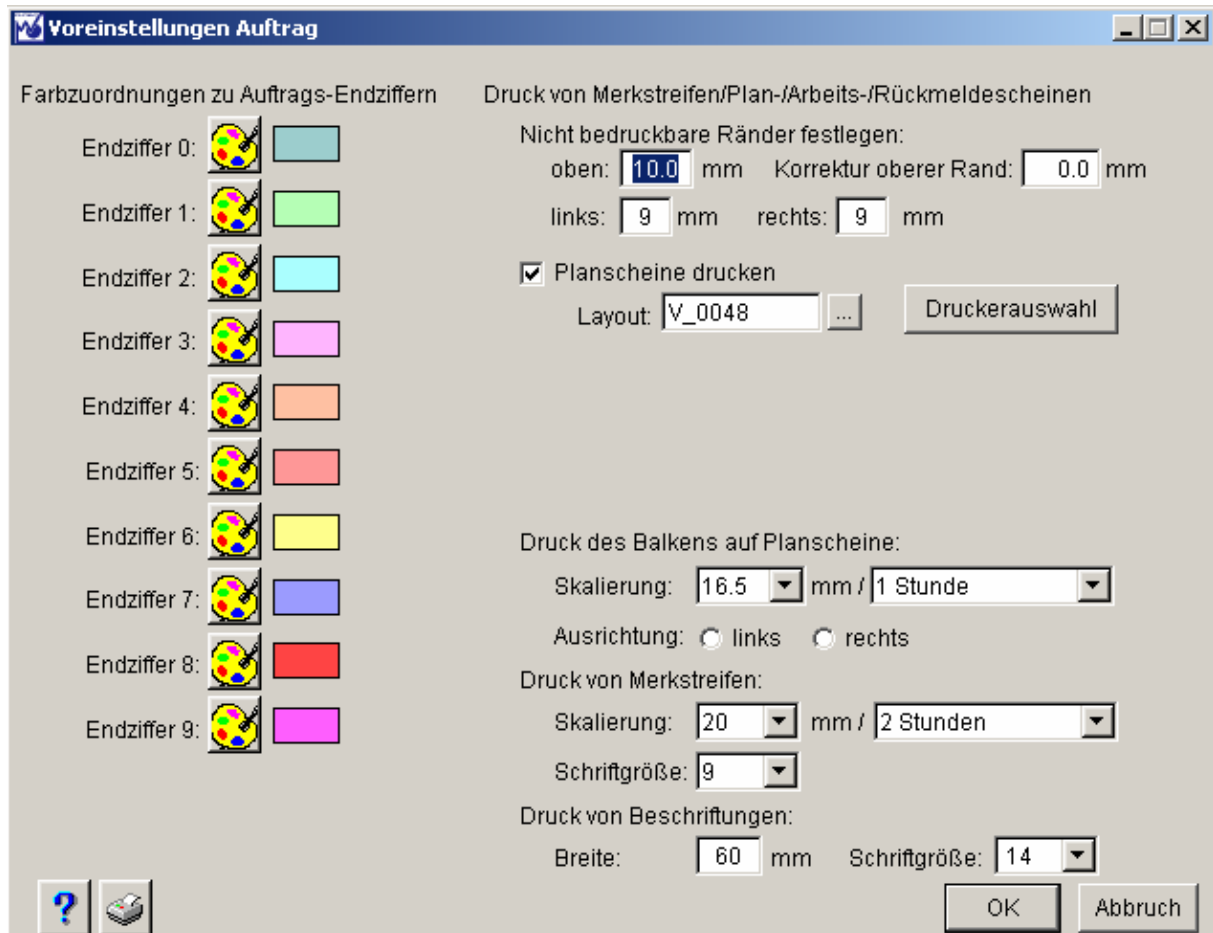 Voreinstellungen Auftrag
Farbzuordnungen zu Auftrags-Endziffern
Endziffer 0:
Endziffer 1:
Endziffer 2:
Endziffer 3:
Endziffer 4:
Endziffer 5:
Endziffer 6:
Endziffer 7:
Endziffer 8:
Endziffer 9:
Druck von Merkstreifen/Plan-/Arbeits-/Rückmeldescheinen
Nicht bedruckbare Ränder festlegen:
oben: 10.0 mm Korrektur oberer Rand: 0.0 mm
links: 9 mm rechts: 9 mm
Planscheine drucken
Layout: V_0048 ... Druckerauswahl
Druck des Balkens auf Planscheine:
Skalierung: 16.5 mm / 1 Stunde
Ausrichtung: links rechts
Druck von Merkstreifen:
Skalierung: 20 mm / 2 Stunden
Schriftgröße: 9
Druck von Beschriftungen:
Breite: 60 mm Schriftgröße: 14
? OK Abbruch